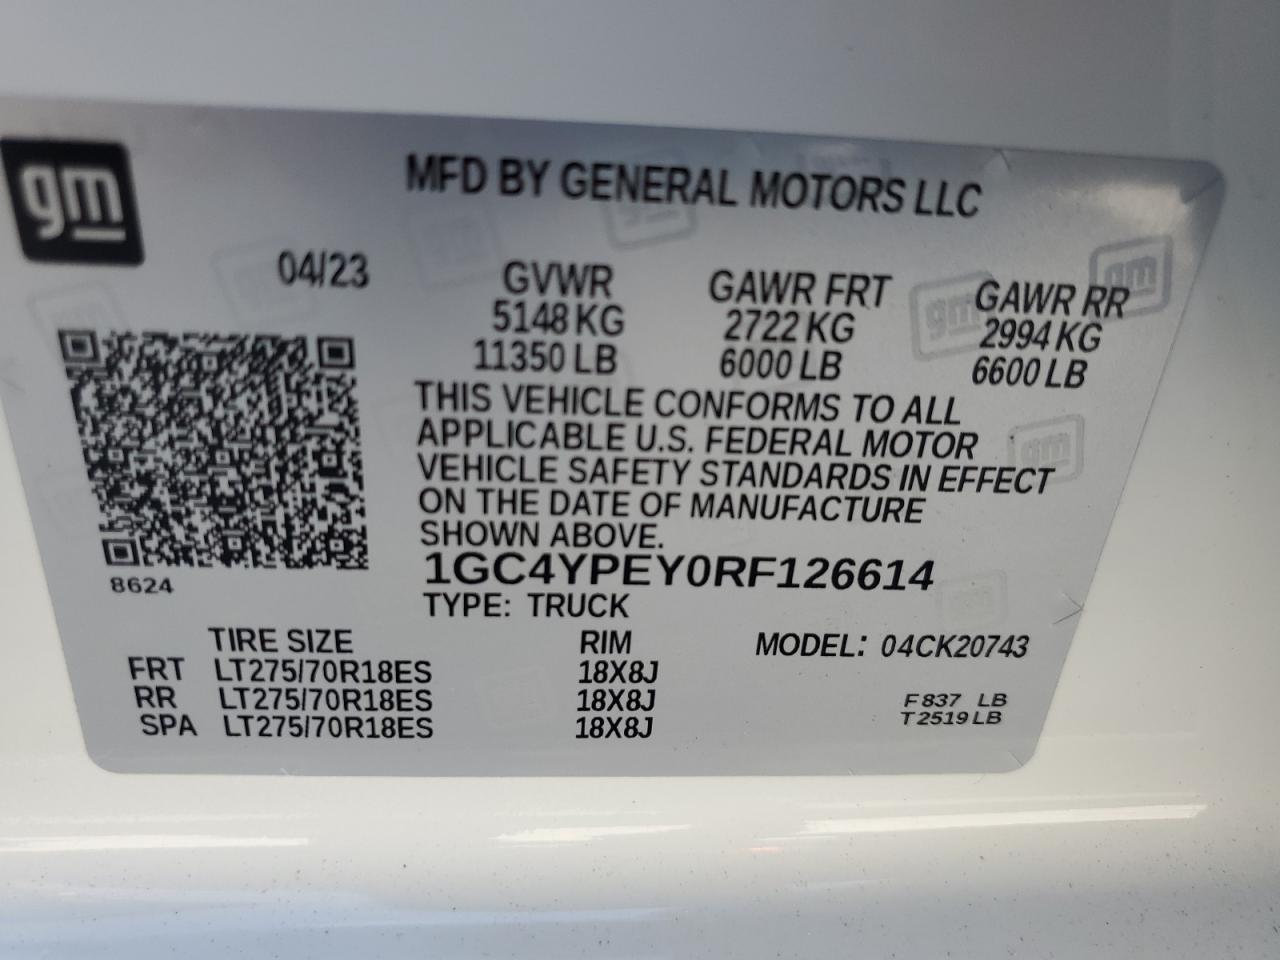 gm
MFD BY GENERAL MOTORS LLC
04/23 GVWR GAWR FRT GAWR RR
5148 KG 2722 KG 2994 KG
11350 LB 6000 LB 6600 LB
THIS VEHICLE CONFORMS TO ALL
APPLICABLE U.S. FEDERAL MOTOR
VEHICLE SAFETY STANDARDS IN EFFECT
ON THE DATE OF MANUFACTURE
SHOWN ABOVE.
8624
1GC4YPEY0RF126614
TYPE: TRUCK
TIRE SIZE RIM MODEL: 04CK20743
FRT LT275/70R18ES 18X8J
RR LT275/70R18ES 18X8J
SPA LT275/70R18ES 18X8J
F 837 LB
T 2519 LB